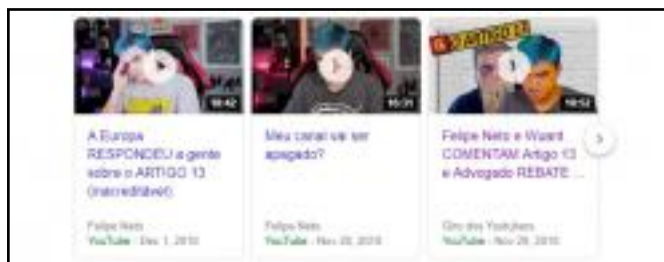 10:42
10:31
10:52
A Europa
RESPONDEU a gente
sobre o ARTIGO 13
(inacreditável)
Felipe Neto
YouTube - Dec 1, 2018
Meu canal vai ser
apagado?
Felipe Neto
YouTube - Nov 28, 2018
Felipe Neto e Wuant
COMENTAM Artigo 13
e Advogado REBATE ...
Giro dos Youtubers
YouTube - Nov 29, 2018